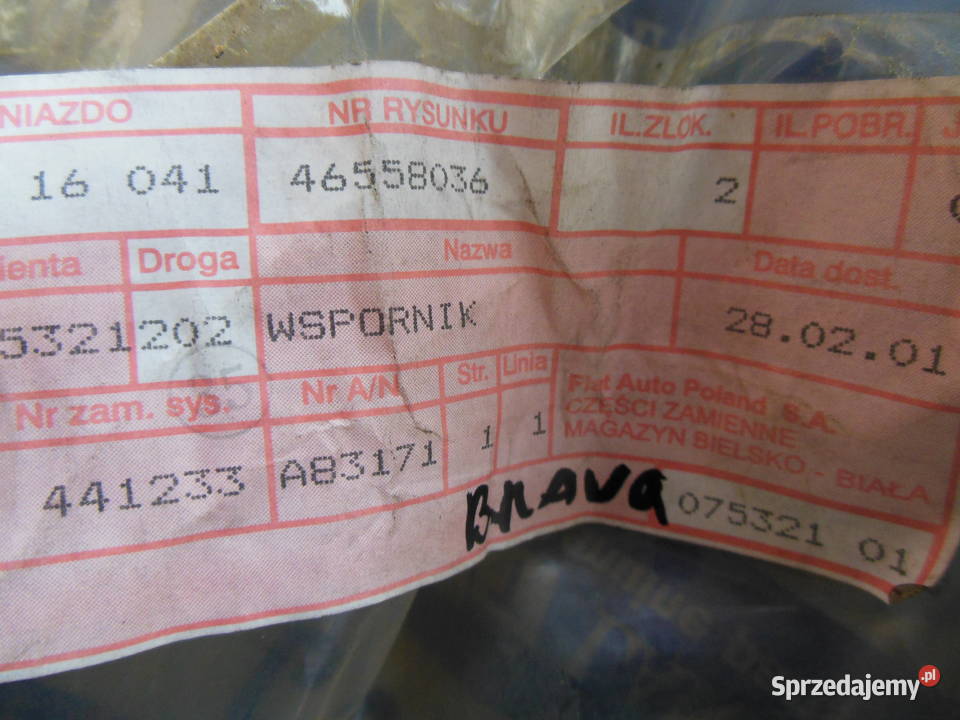 NIAZDO NR RYSUNKU IL.ZLOK. IL.POBR. J
16 041 46558036 2
ienta Droga Nazwa Data dost.
5321202 WSPORNIK 28.02.01
Nr zam. sys. Nr A/N Str. Linia Fiat Auto Poland S.A.
CZĘŚCI ZAMIENNE
MAGAZYN BIELSKO - BIAŁA
441233 A83171 1 1
BRAVA 075321 01
Sprzedajemy.pl